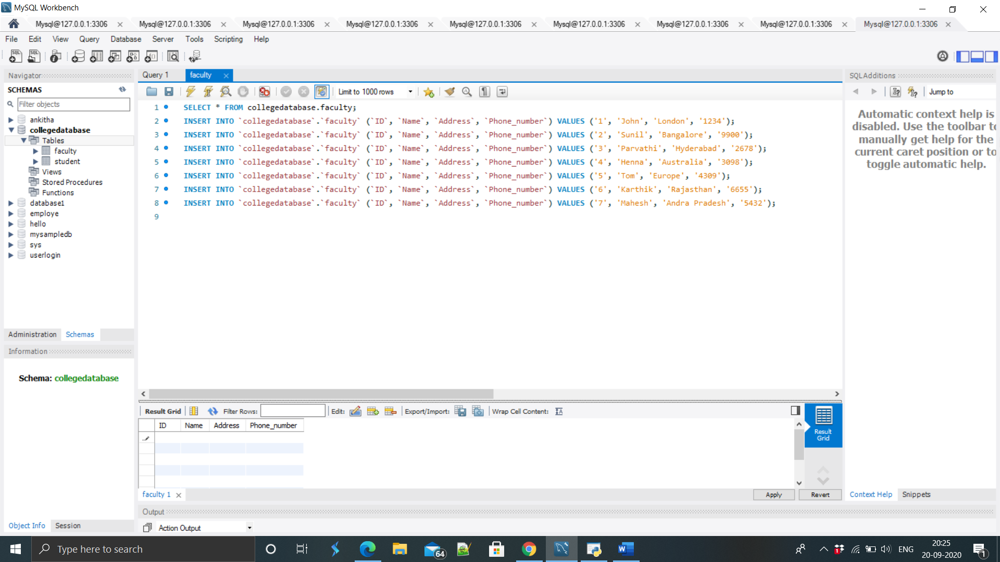 MySQL Workbench
Mysql@127.0.0.1:3306 Mysql@127.0.0.1:3306 Mysql@127.0.0.1:3306 Mysql@127.0.0.1:3306 Mysql@127.0.0.1:3306 Mysql@127.0.0.1:3306 Mysql@127.0.0.1:3306 Mysql@127.0.0.1:3306 Mysql@127.0.0.1:3306
File Edit View Query Database Server Tools Scripting Help
Navigator
SCHEMAS
Filter objects
ankitha
collegedatabase
Tables
faculty
student
Views
Stored Procedures
Functions
database1
employe
hello
mysampledb
sys
userlogin
Administration Schemas
Information
Schema: collegedatabase
Object Info Session
Query 1 faculty
Limit to 1000 rows
1 SELECT * FROM collegedatabase.faculty;
2 INSERT INTO `collegedatabase`.`faculty` (`ID`, `Name`, `Address`, `Phone_number`) VALUES ('1', 'John', 'London', '1234');
3 INSERT INTO `collegedatabase`.`faculty` (`ID`, `Name`, `Address`, `Phone_number`) VALUES ('2', 'Sunil', 'Bangalore', '9900');
4 INSERT INTO `collegedatabase`.`faculty` (`ID`, `Name`, `Address`, `Phone_number`) VALUES ('3', 'Parvathi', 'Hyderabad', '2678');
5 INSERT INTO `collegedatabase`.`faculty` (`ID`, `Name`, `Address`, `Phone_number`) VALUES ('4', 'Henna', 'Australia', '3098');
6 INSERT INTO `collegedatabase`.`faculty` (`ID`, `Name`, `Address`, `Phone_number`) VALUES ('5', 'Tom', 'Europe', '4309');
7 INSERT INTO `collegedatabase`.`faculty` (`ID`, `Name`, `Address`, `Phone_number`) VALUES ('6', 'Karthik', 'Rajasthan', '6655');
8 INSERT INTO `collegedatabase`.`faculty` (`ID`, `Name`, `Address`, `Phone_number`) VALUES ('7', 'Mahesh', 'Andra Pradesh', '5432');
9
Result Grid Filter Rows: Edit: Export/Import: Wrap Cell Content:
ID Name Address Phone_number
Result
Grid
faculty 1
Apply Revert
Output
Action Output
SQLAdditions
Jump to
Automatic context help is
disabled. Use the toolbar to
manually get help for the
current caret position or to
toggle automatic help.
Context Help Snippets
Type here to search
64
1
ENG
20:25
20-09-2020
1